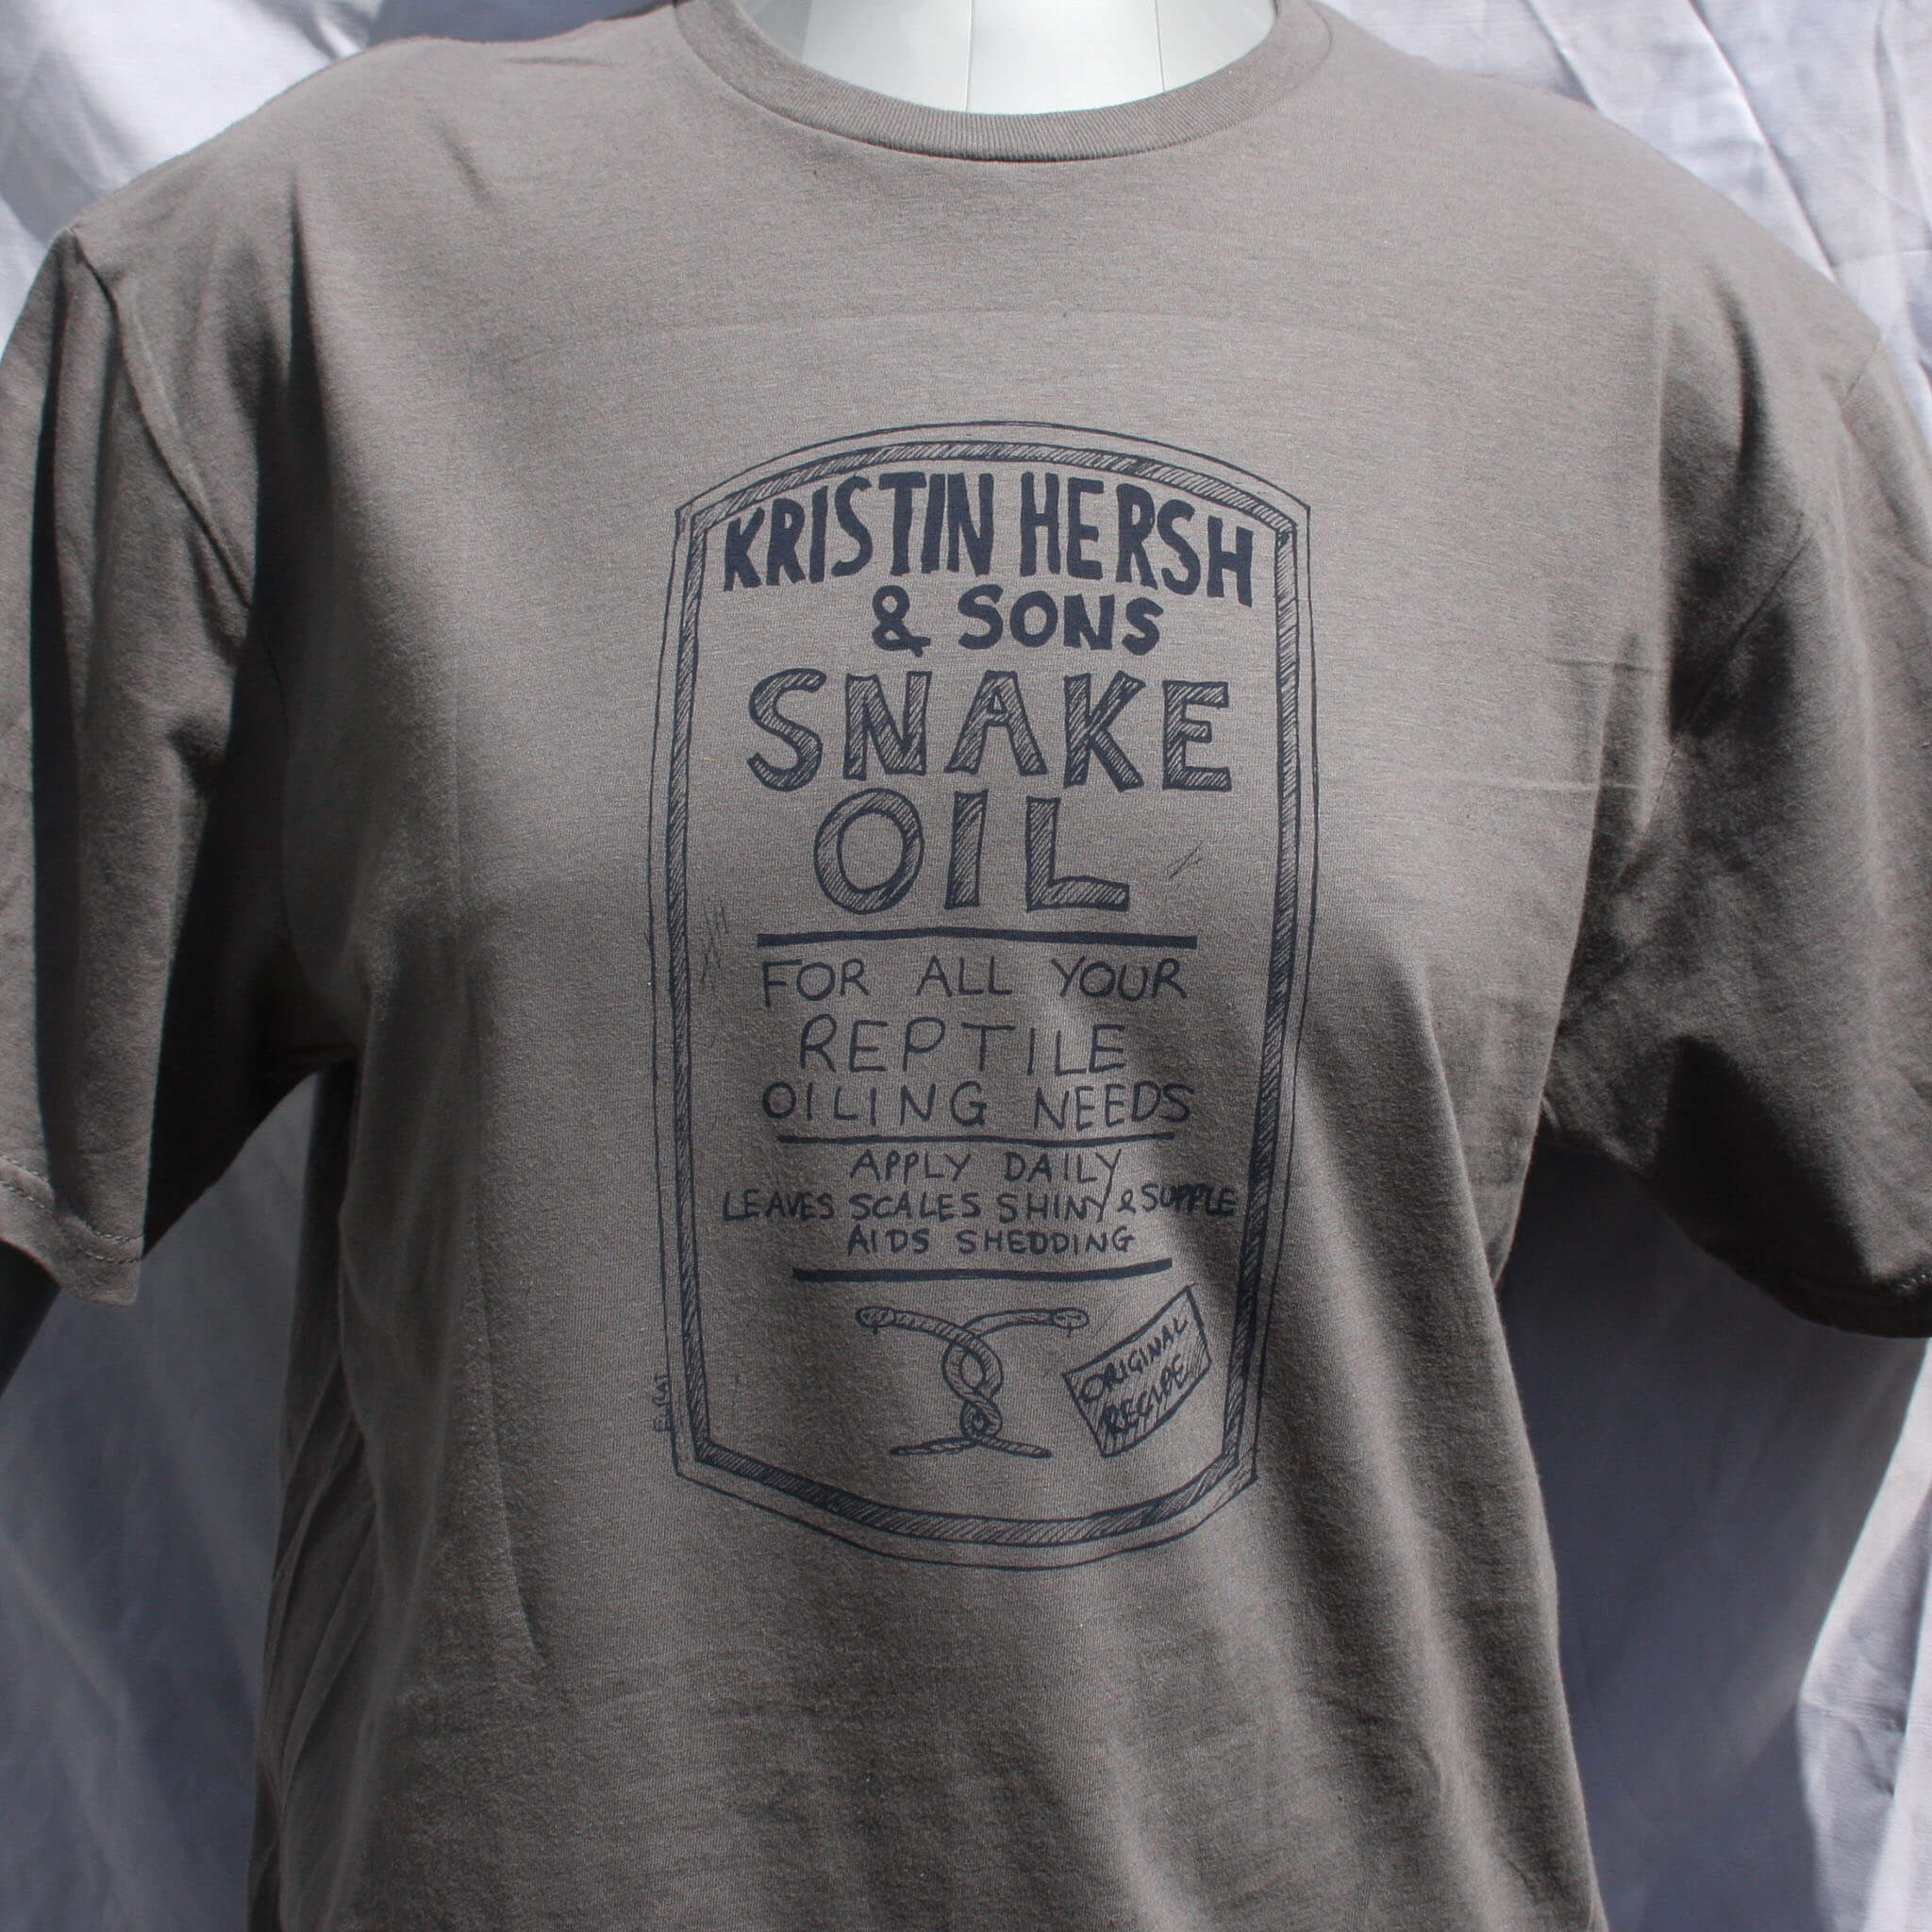 KRISTIN HERSH
& SONS
SNAKE
OIL
FOR ALL YOUR
REPTILE
OILING NEEDS
APPLY DAILY
LEAVES SCALES SHINY & SUPPLE
AIDS SHEDDING
ORIGINAL
RECIPE